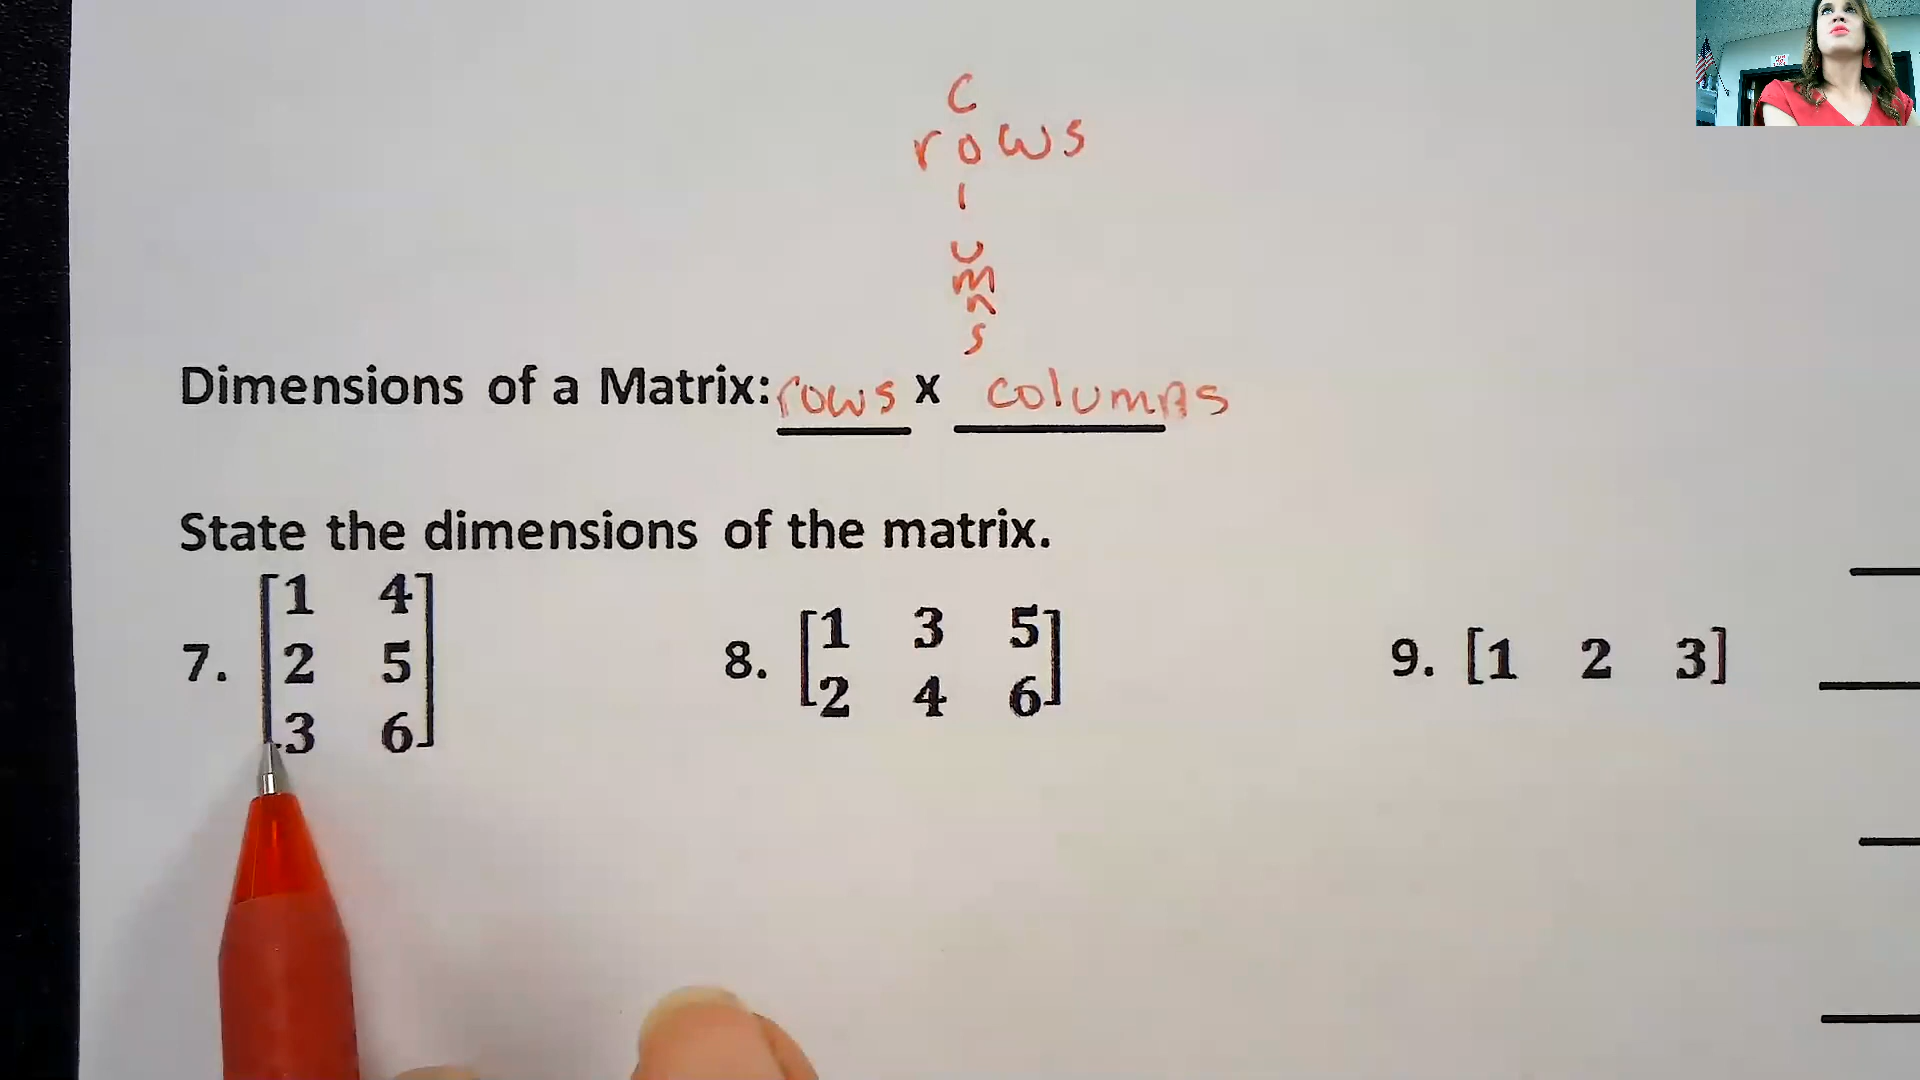 c
rows
l
u
m
n
s
Dimensions of a Matrix: rows x columns
State the dimensions of the matrix.
7. [1 4]
[2 5]
[3 6]
8. [1 3 5]
[2 4 6]
9. [1 2 3]